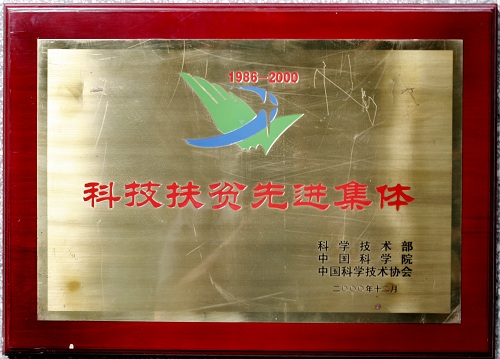 1986-2000
科技扶贫先进集体
科学技术部
中国科学院
中国科学技术协会
二〇〇〇年十二月